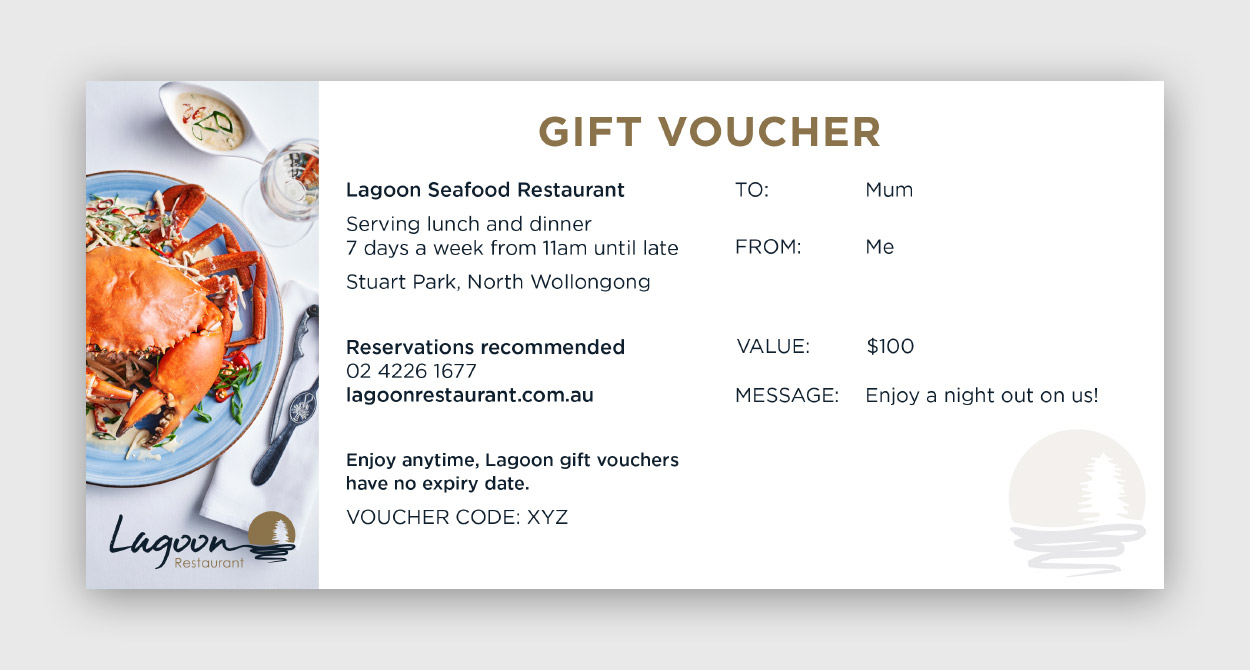 GIFT VOUCHER
Lagoon Seafood Restaurant
Serving lunch and dinner
7 days a week from 11am until late
Stuart Park, North Wollongong
Reservations recommended
02 4226 1677
lagoonrestaurant.com.au
Enjoy anytime, Lagoon gift vouchers
have no expiry date.
VOUCHER CODE: XYZ
TO: Mum
FROM: Me
VALUE: $100
MESSAGE: Enjoy a night out on us!
Lagoon
Restaurant